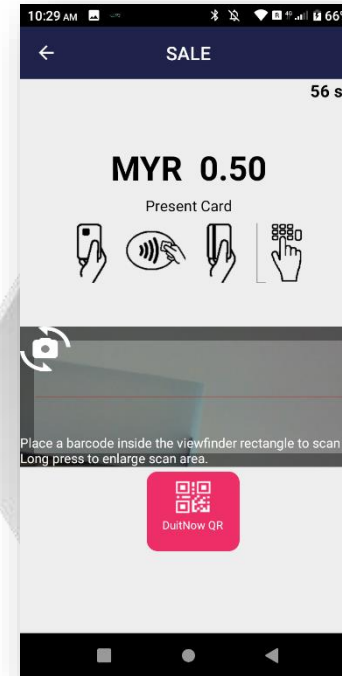 10:29 AM 66%
SALE
56 s
MYR 0.50
Present Card
Place a barcode inside the viewfinder rectangle to scan
Long press to enlarge scan area.
DuitNow QR